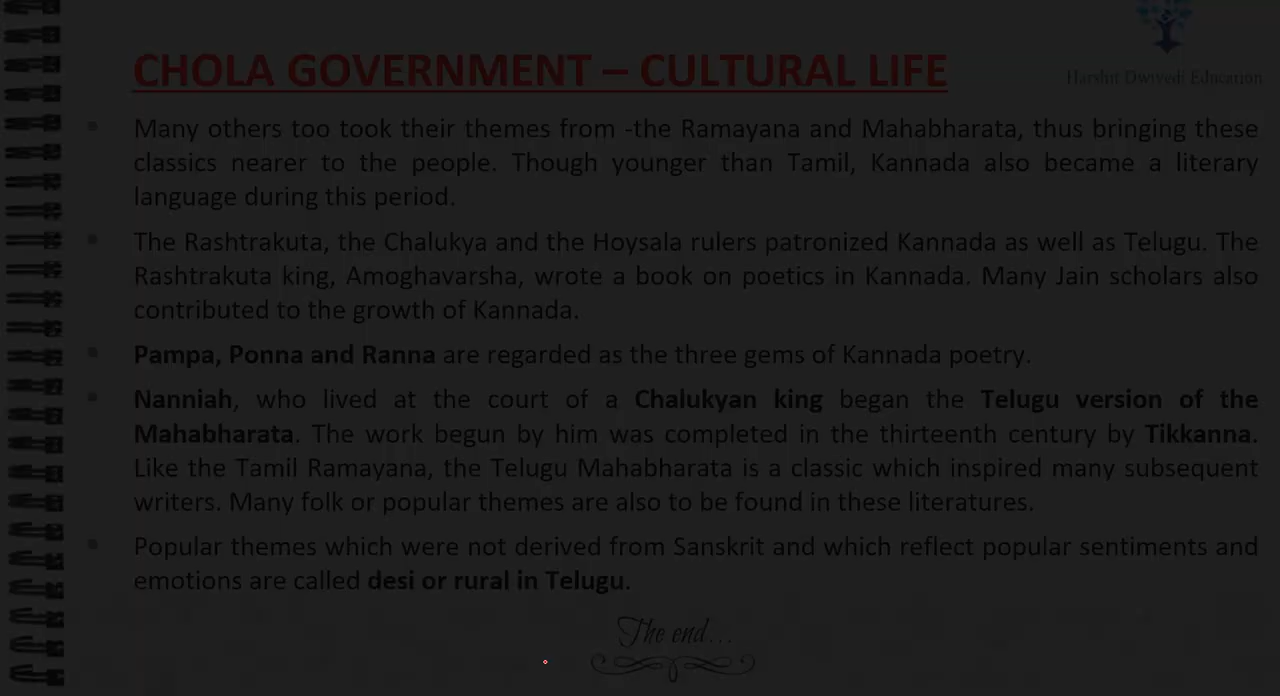 CHOLA GOVERNMENT – CULTURAL LIFE
Harshit Dwivedi Education
Many others too took their themes from -the Ramayana and Mahabharata, thus bringing these
classics nearer to the people. Though younger than Tamil, Kannada also became a literary
language during this period.
The Rashtrakuta, the Chalukya and the Hoysala rulers patronized Kannada as well as Telugu. The
Rashtrakuta king, Amoghavarsha, wrote a book on poetics in Kannada. Many Jain scholars also
contributed to the growth of Kannada.
Pampa, Ponna and Ranna are regarded as the three gems of Kannada poetry.
Nanniah, who lived at the court of a Chalukyan king began the Telugu version of the
Mahabharata. The work begun by him was completed in the thirteenth century by Tikkanna.
Like the Tamil Ramayana, the Telugu Mahabharata is a classic which inspired many subsequent
writers. Many folk or popular themes are also to be found in these literatures.
Popular themes which were not derived from Sanskrit and which reflect popular sentiments and
emotions are called desi or rural in Telugu.
The end...